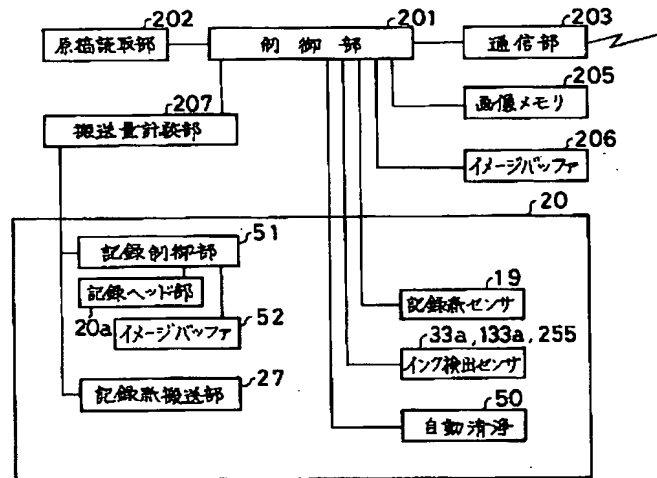 202
201
203
原稿読取部
制御部
通信部
205
画像メモリ
207
搬送量計数部
206
イメージバッファ
20
51
記録制御部
記録ヘッド部
20a
52
イメージバッファ
19
記録紙センサ
33a,133a,255
インク検出センサ
27
記録紙搬送部
50
自動清浄